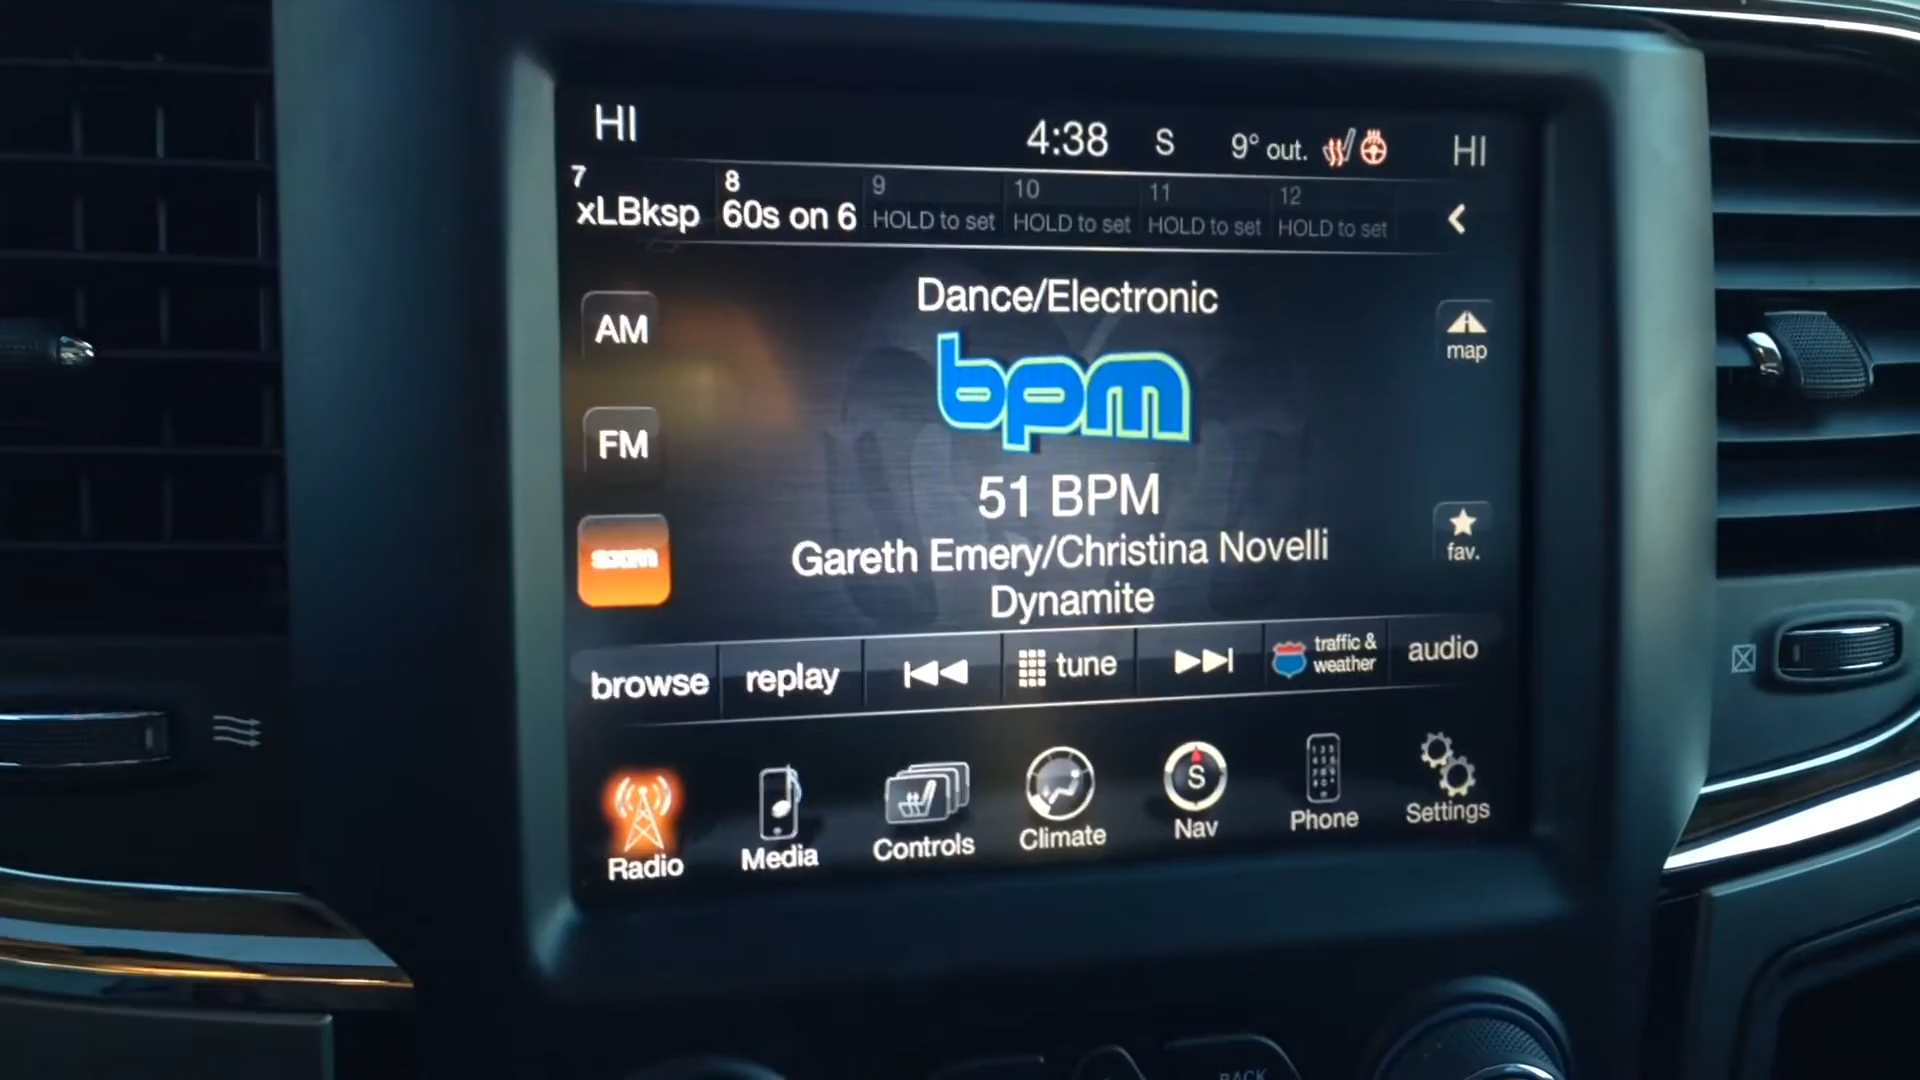 HI 4:38 S 9° out. HI
7 8 9 10 11 12
xLBksp 60s on 6 HOLD to set HOLD to set HOLD to set HOLD to set
Dance/Electronic
AM
map
bpm
FM
51 BPM
Gareth Emery/Christina Novelli
fav.
sxm
Dynamite
browse replay tune traffic & weather audio
S
Radio Media Controls Climate Nav Phone Settings
BACK